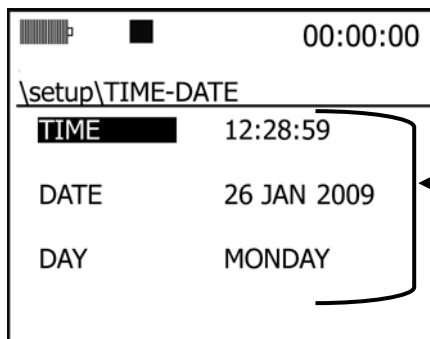 00:00:00
\setup\TIME-DATE
TIME 12:28:59
DATE 26 JAN 2009
DAY MONDAY